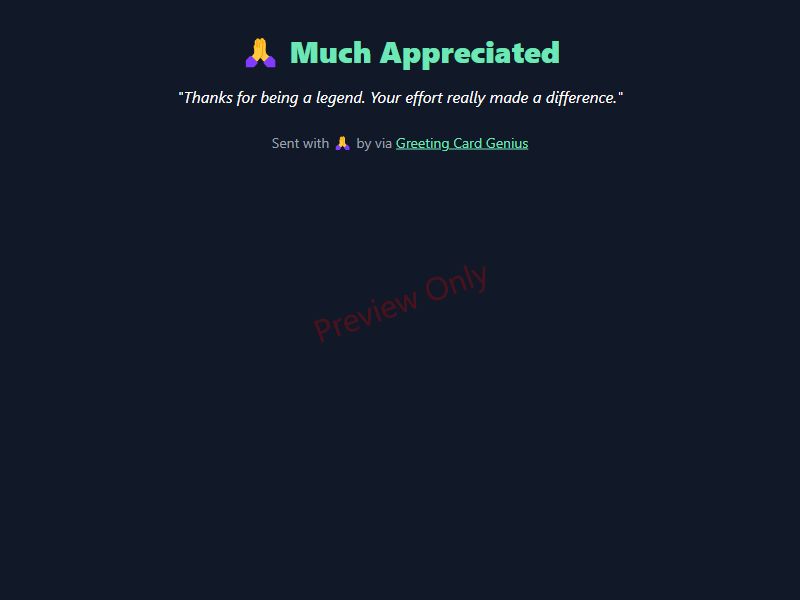 🙏 Much Appreciated
"Thanks for being a legend. Your effort really made a difference."
Sent with 🙏 by via Greeting Card Genius
Preview Only